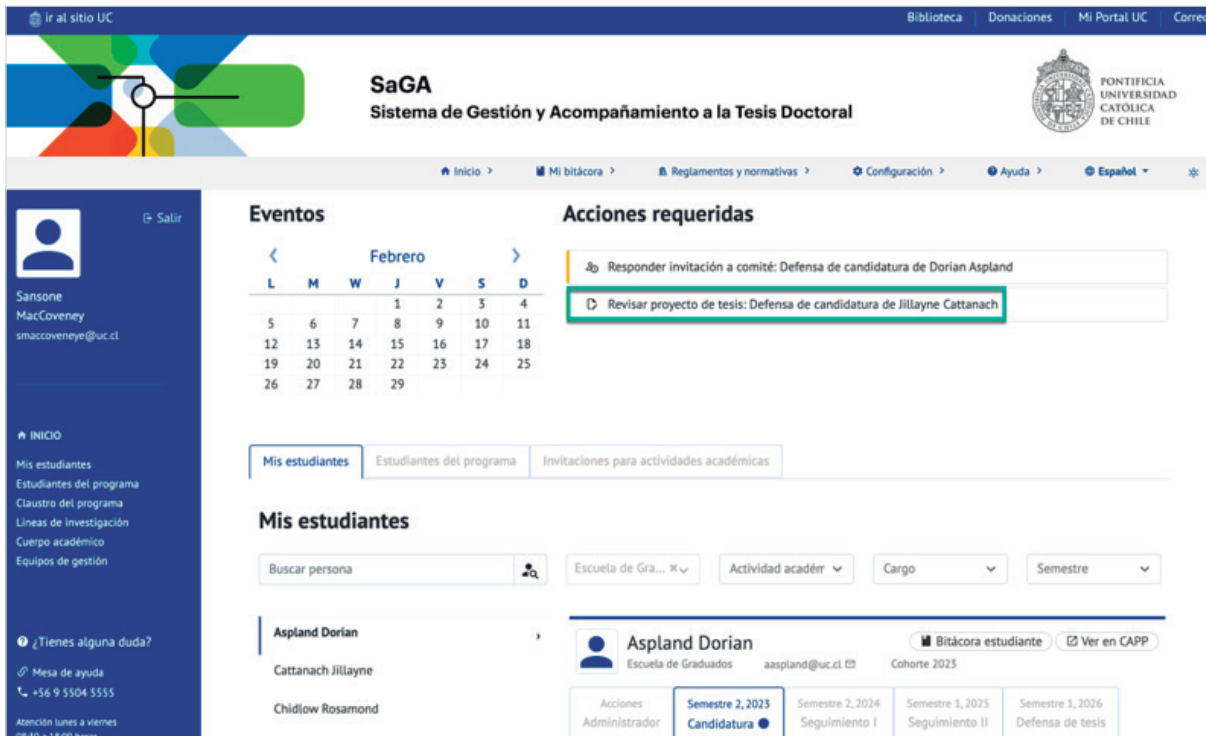 ir al sitio UC
Biblioteca Donaciones Mi Portal UC Correo
SaGA
Sistema de Gestión y Acompañamiento a la Tesis Doctoral
PONTIFICIA
UNIVERSIDAD
CATÓLICA
DE CHILE
Inicio > Mi bitácora > Reglamentos y normativas > Configuración > Ayuda > Español
Salir
Sansone
MacCoveney
smaccoveneye@uc.cl
INICIO
Mis estudiantes
Estudiantes del programa
Claustro del programa
Lineas de investigación
Cuerpo académico
Equipos de gestión
¿Tienes alguna duda?
Mesa de ayuda
+56 9 5504 5555
Atención lunes a viernes
Eventos
Febrero
L M W J V S D
1 2 3 4
5 6 7 8 9 10 11
12 13 14 15 16 17 18
19 20 21 22 23 24 25
26 27 28 29
Acciones requeridas
Responder invitación a comité: Defensa de candidatura de Dorian Aspland
Revisar proyecto de tesis: Defensa de candidatura de Jillayne Cattanach
Mis estudiantes Estudiantes del programa Invitaciones para actividades académicas
Mis estudiantes
Buscar persona Escuela de Gra... Actividad académ Cargo Semestre
Aspland Dorian
Cattanach Jillayne
Chidlow Rosamond
Aspland Dorian Bitácora estudiante Ver en CAPP
Escuela de Graduados aaspland@uc.cl Cohorte 2023
Acciones Semestre 2, 2023 Semestre 2, 2024 Semestre 1, 2025 Semestre 1, 2026
Administrador Candidatura Seguimiento I Seguimiento II Defensa de tesis